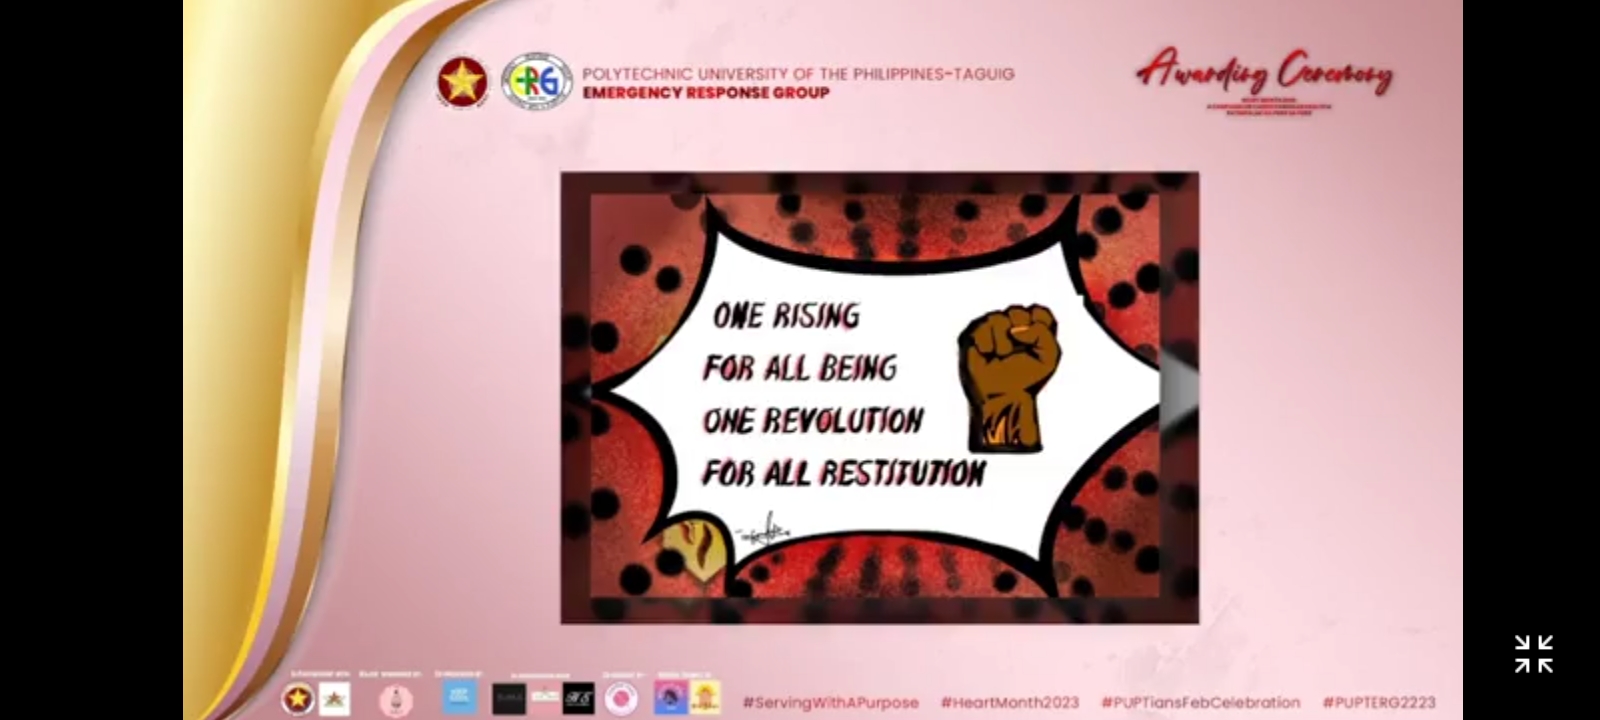 POLYTECHNIC UNIVERSITY OF THE PHILIPPINES-TAGUIG
EMERGENCY RESPONSE GROUP
Awarding Ceremony
ONE RISING
FOR ALL BEING
ONE REVOLUTION
FOR ALL RESTITUTION
#ServingWithAPurpose #HeartMonth2023 #PUPTiansFebCelebration #PUPTERG2223